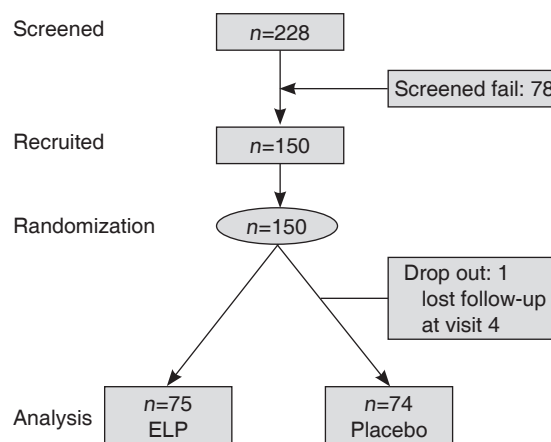 Screened
n=228
Screened fail: 78
Recruited
n=150
Randomization
n=150
Drop out: 1
lost follow-up
at visit 4
Analysis
n=75
ELP
n=74
Placebo